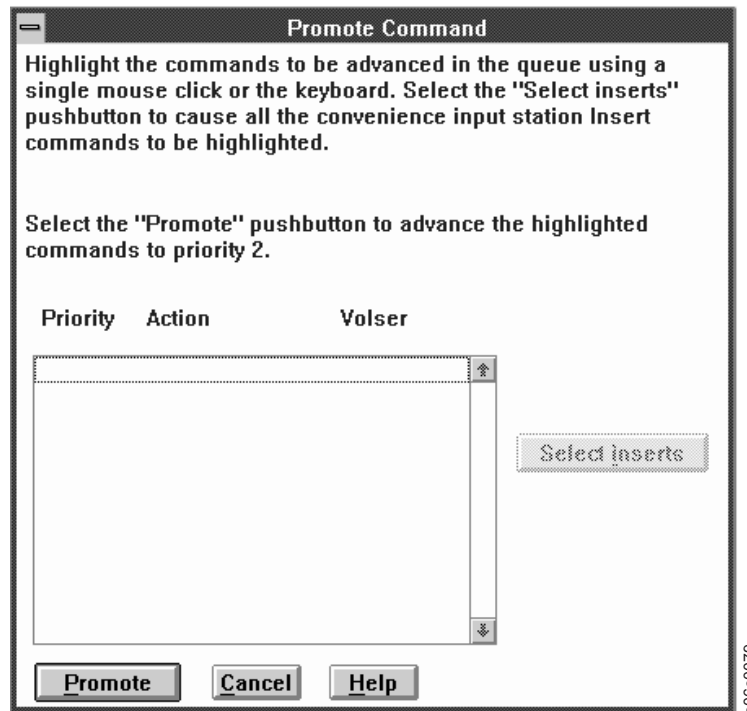 Promote Command
Highlight the commands to be advanced in the queue using a
single mouse click or the keyboard. Select the "Select inserts"
pushbutton to cause all the convenience input station Insert
commands to be highlighted.
Select the "Promote" pushbutton to advance the highlighted
commands to priority 2.
Priority Action Volser
Select inserts
Promote Cancel Help